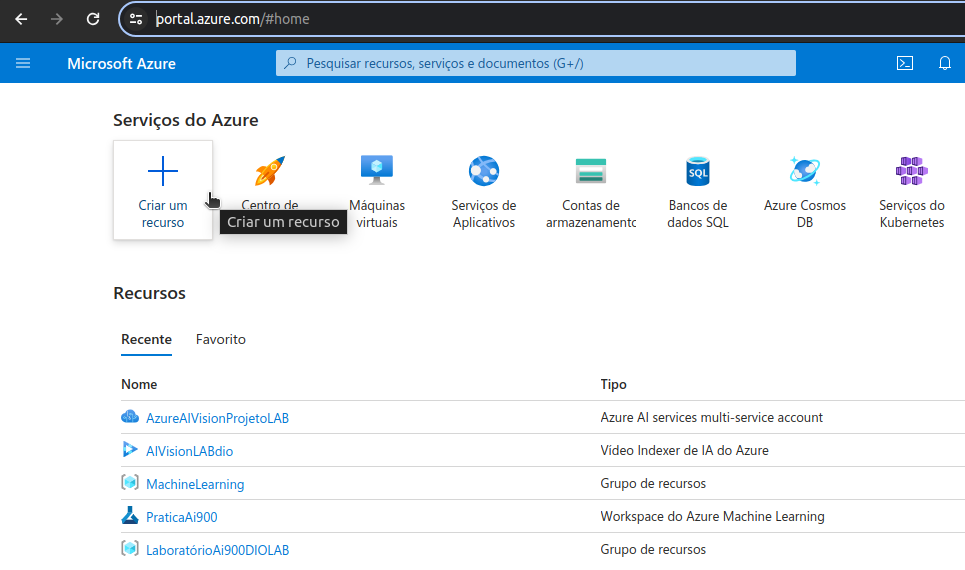 portal.azure.com/#home
Microsoft Azure
Pesquisar recursos, serviços e documentos (G+/)
Serviços do Azure
Criar um recurso
Centro de
Máquinas virtuais
Serviços de Aplicativos
Contas de armazenamento
Bancos de dados SQL
Azure Cosmos DB
Serviços do Kubernetes
Criar um recurso
Recursos
Recente Favorito
Nome Tipo
AzureAIVisionProjetoLAB Azure AI services multi-service account
AIVisionLABdio Vídeo Indexer de IA do Azure
MachineLearning Grupo de recursos
PraticaAi900 Workspace do Azure Machine Learning
LaboratórioAi900DIOLAB Grupo de recursos